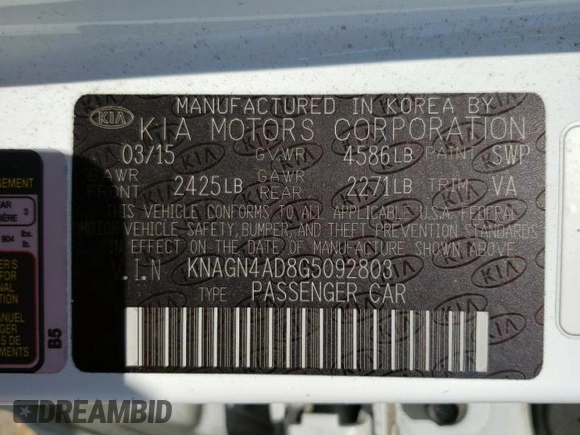 MANUFACTURED IN KOREA BY
KIA KIA MOTORS CORPORATION
03/15 GVWR 4586LB PAINT SWP
GAWR FRONT 2425LB GAWR REAR 2271LB TRIM VA
THIS VEHICLE CONFORMS TO ALL APPLICABLE U.S.A. FEDERAL
MOTOR VEHICLE SAFETY, BUMPER, AND THEFT PREVENTION STANDARDS
IN EFFECT ON THE DATE OF MANUFACTURE SHOWN ABOVE.
V.I.N KNAGN4AD8G5092803
TYPE PASSENGER CAR
B5
DREAMBID